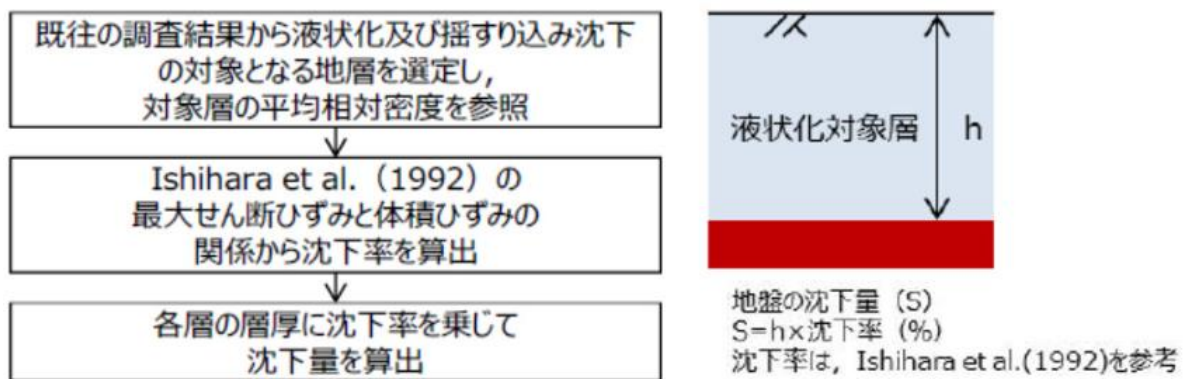 既往の調査結果から液状化及び揺すり込み沈下
の対象となる地層を選定し，
対象層の平均相対密度を参照
Ishihara et al.（1992）の
最大せん断ひずみと体積ひずみの
関係から沈下率を算出
各層の層厚に沈下率を乗じて
沈下量を算出
液状化対象層
h
地盤の沈下量（S）
S=h×沈下率（%）
沈下率は，Ishihara et al.(1992)を参考